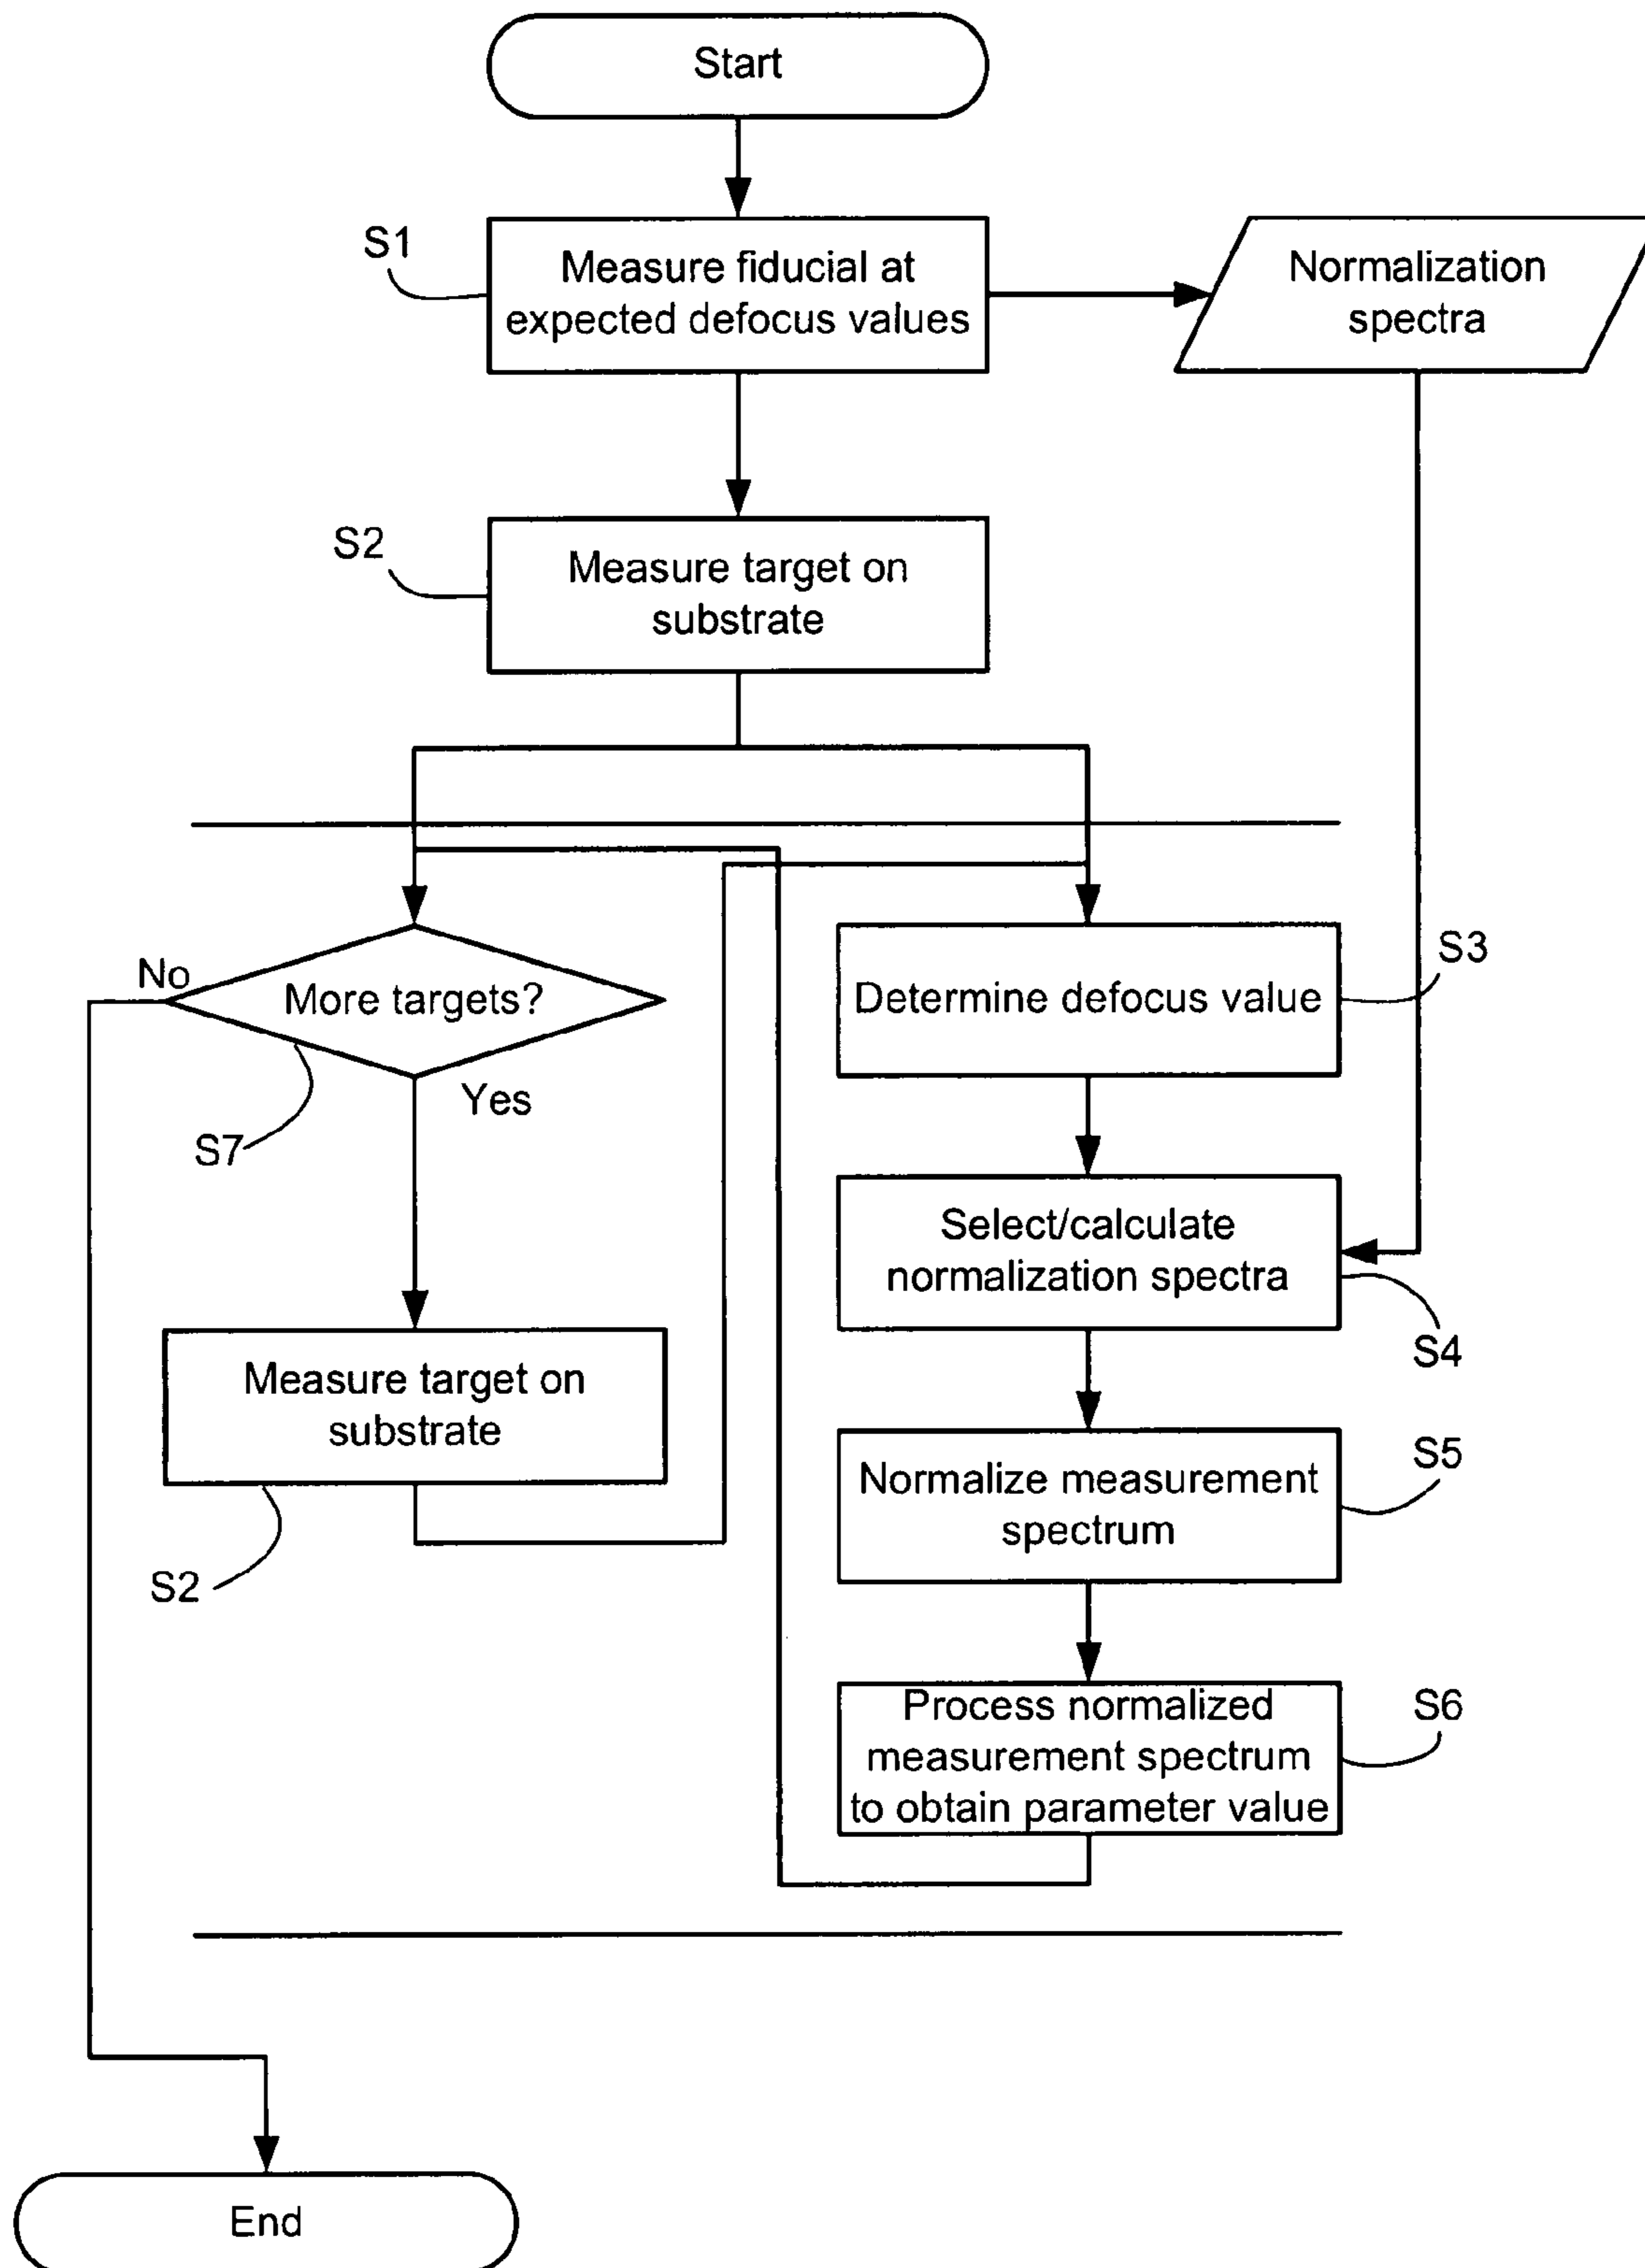 Start
S1
Measure fiducial at
expected defocus values
Normalization
spectra
S2
Measure target on
substrate
No
More targets?
Yes
S7
Determine defocus value
S3
Select/calculate
normalization spectra
S4
Measure target on
substrate
S2
Normalize measurement
spectrum
S5
Process normalized
measurement spectrum
to obtain parameter value
S6
End